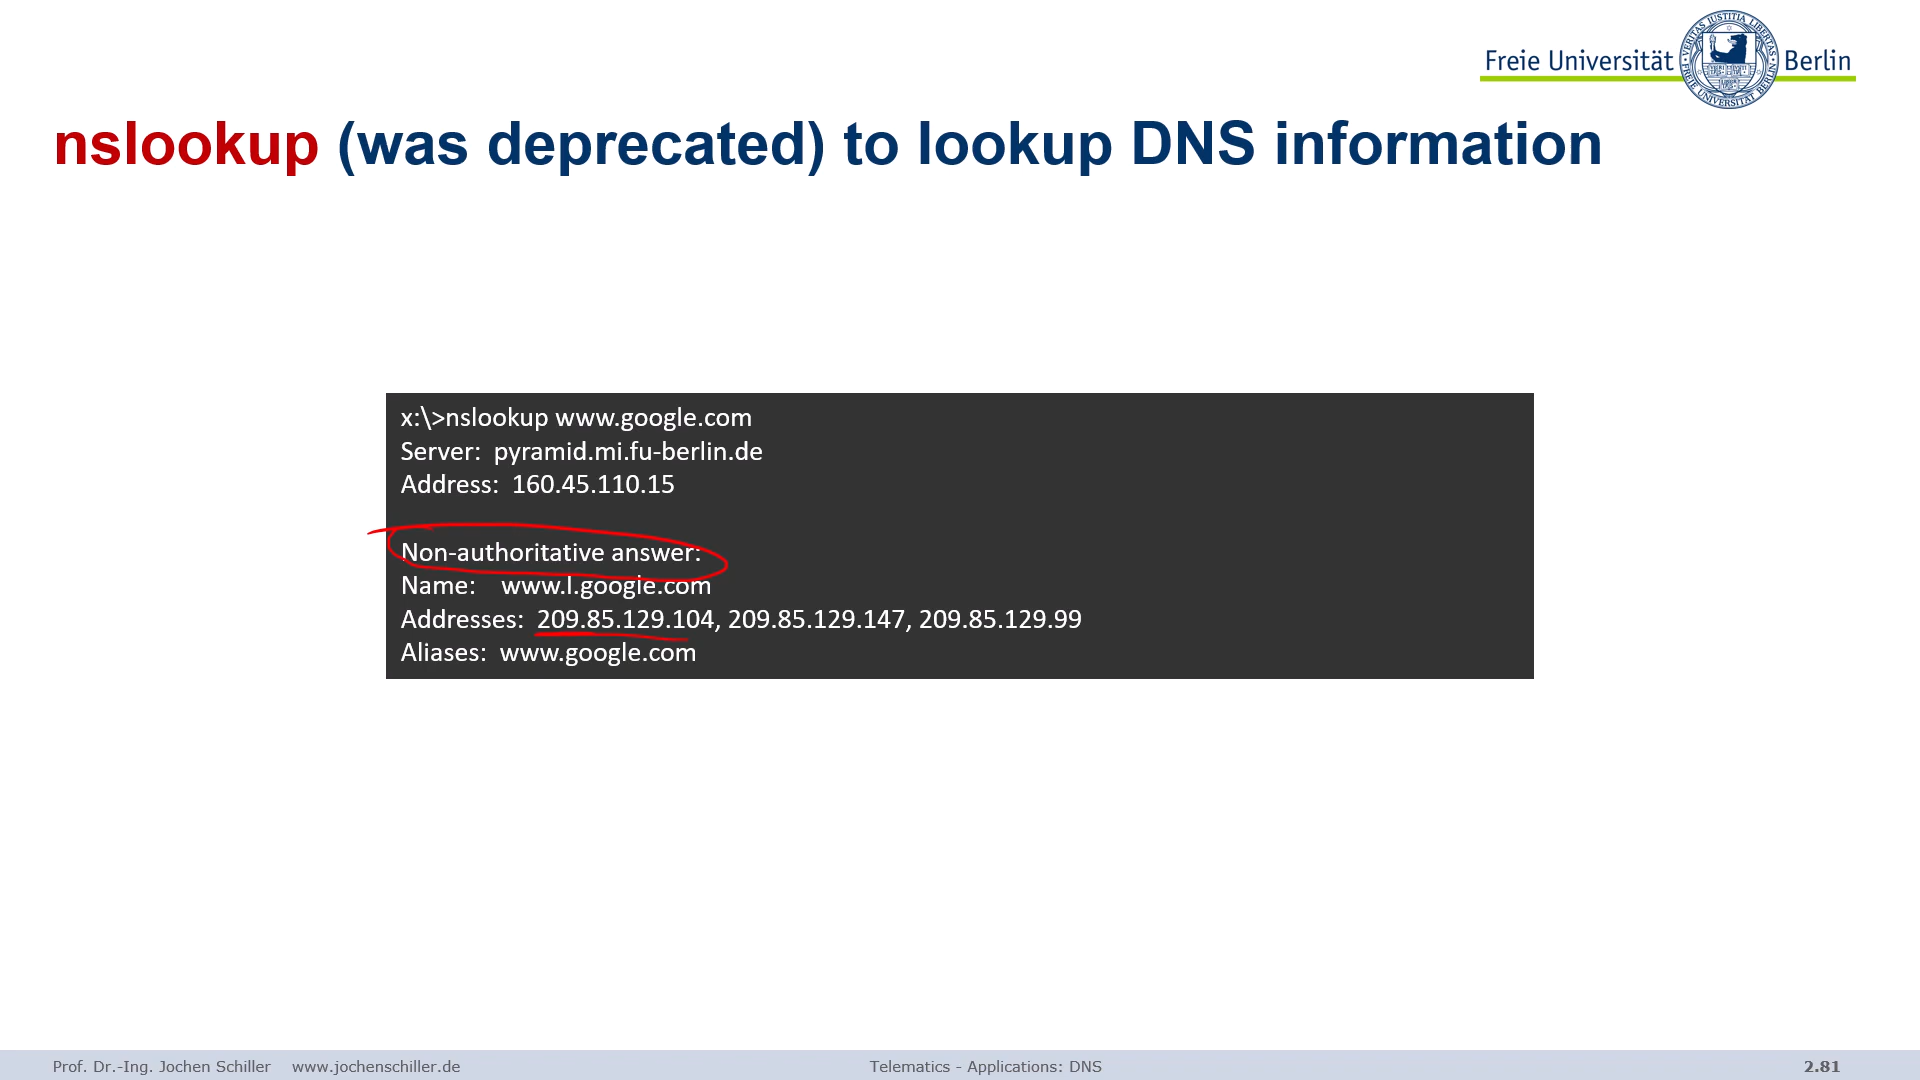 Freie Universität Berlin
nslookup (was deprecated) to lookup DNS information
x:\>nslookup www.google.com
Server:  pyramid.mi.fu-berlin.de
Address:  160.45.110.15
Non-authoritative answer:
Name:    www.l.google.com
Addresses:  209.85.129.104, 209.85.129.147, 209.85.129.99
Aliases:  www.google.com
Prof. Dr.-Ing. Jochen Schiller    www.jochenschiller.de    Telematics - Applications: DNS    2.81